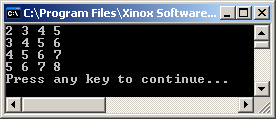 C:\Program Files\Xinox Software...
2 3 4 5
3 4 5 6
4 5 6 7
5 6 7 8
Press any key to continue...